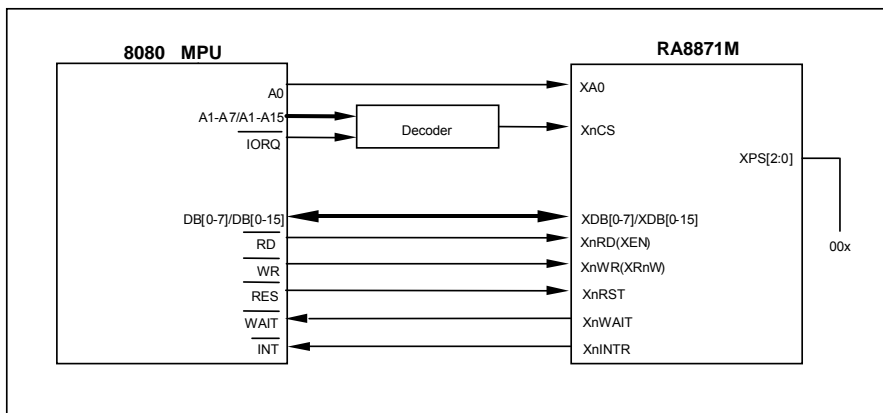 8080 MPU
RA8871M
A0
XA0
A1-A7/A1-A15
Decoder
XnCS
IORQ
XPS[2:0]
DB[0-7]/DB[0-15]
XDB[0-7]/XDB[0-15]
RD
XnRD(XEN)
00x
WR
XnWR(XRnW)
RES
XnRST
WAIT
XnWAIT
INT
XnINTR